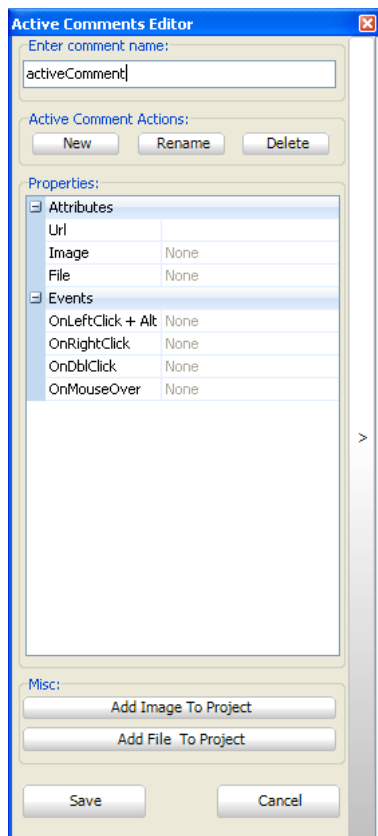 Active Comments Editor
Enter comment name:
activeComment
Active Comment Actions:
New Rename Delete
Properties:
Attributes
Url
Image None
File None
Events
OnLeftClick + Alt None
OnRightClick None
OnDblClick None
OnMouseOver None
>
Misc:
Add Image To Project
Add File To Project
Save Cancel